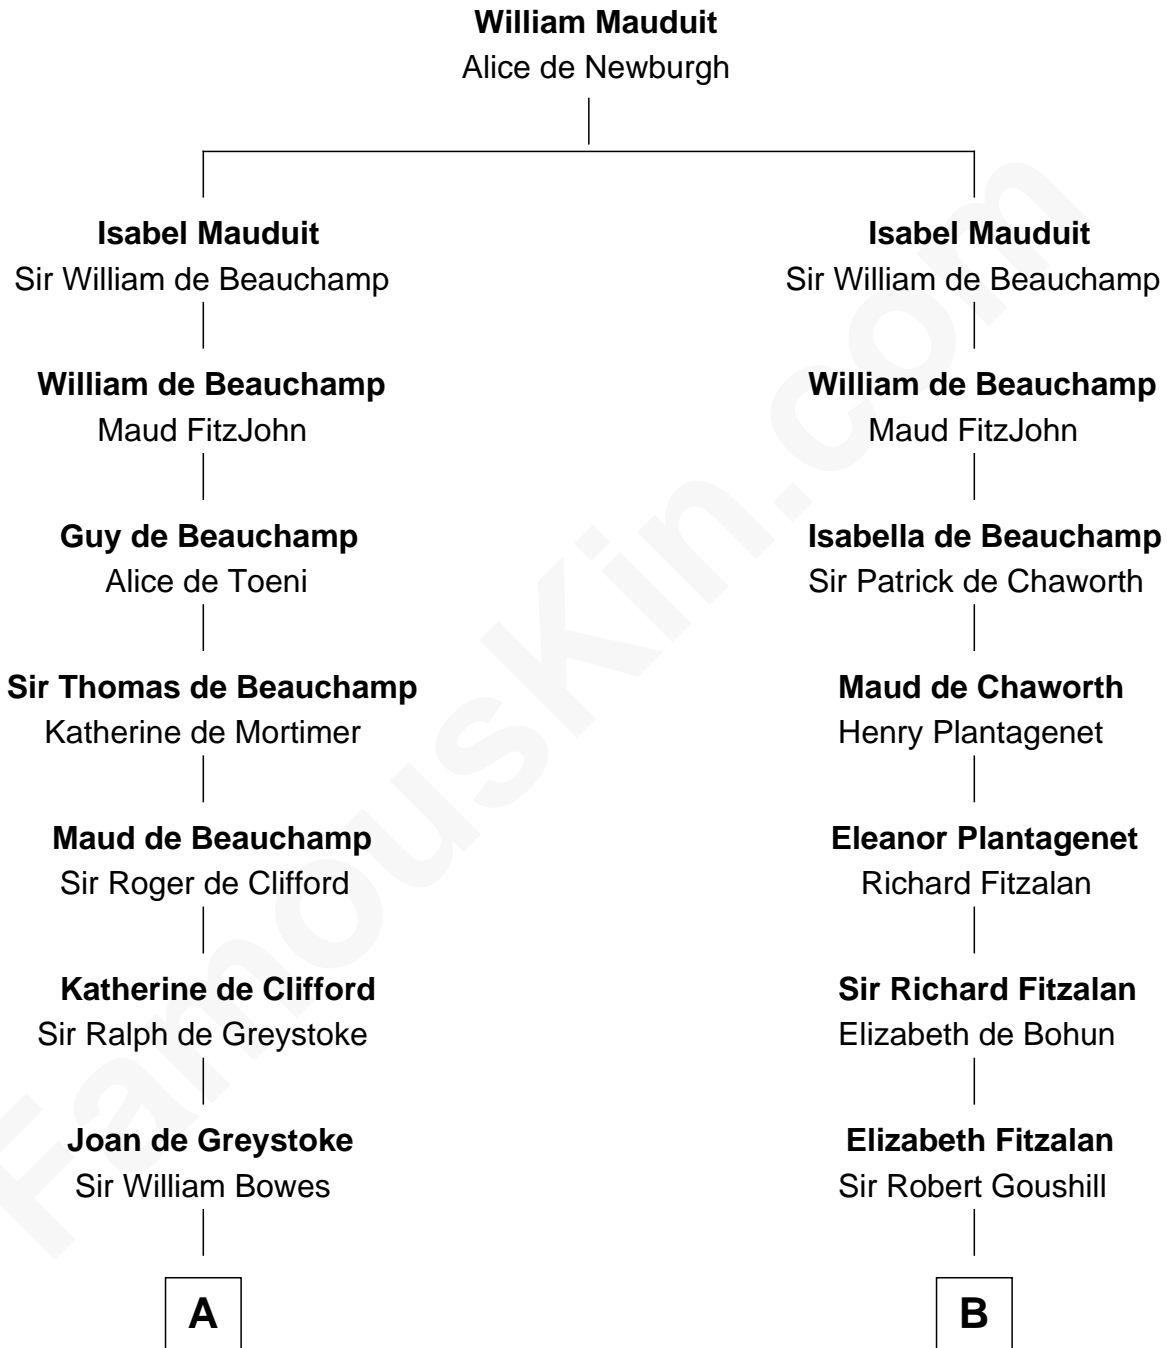 William Mauduit
Alice de Newburgh
Isabel Mauduit
Sir William de Beauchamp
William de Beauchamp
Maud FitzJohn
Guy de Beauchamp
Alice de Toeni
Sir Thomas de Beauchamp
Katherine de Mortimer
Maud de Beauchamp
Sir Roger de Clifford
Katherine de Clifford
Sir Ralph de Greystoke
Joan de Greystoke
Sir William Bowes
A
Isabel Mauduit
Sir William de Beauchamp
William de Beauchamp
Maud FitzJohn
Isabella de Beauchamp
Sir Patrick de Chaworth
Maud de Chaworth
Henry Plantagenet
Eleanor Plantagenet
Richard Fitzalan
Sir Richard Fitzalan
Elizabeth de Bohun
Elizabeth Fitzalan
Sir Robert Goushill
B
FamousKin.com